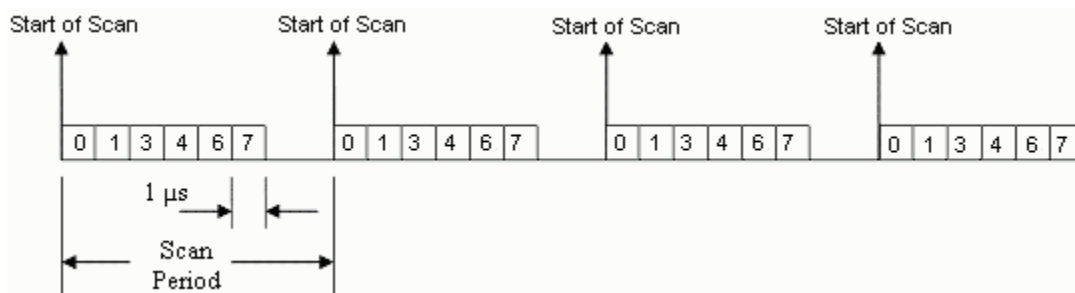 Start of Scan Start of Scan Start of Scan Start of Scan
0 1 3 4 6 7 0 1 3 4 6 7 0 1 3 4 6 7 0 1 3 4 6 7
1 μs
Scan
Period